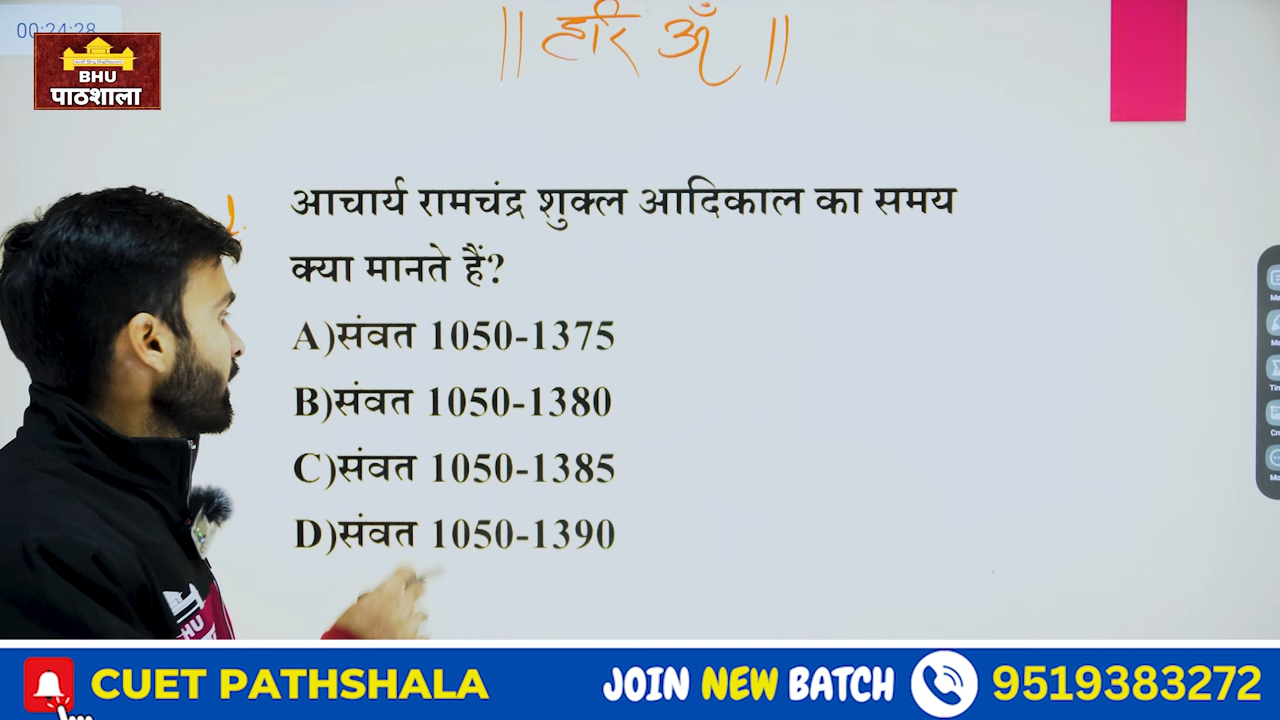 00:24:28
|| हरि ॐ ||
BHU
पाठशाला
1.
आचार्य रामचंद्र शुक्ल आदिकाल का समय
क्या मानते हैं?
A)संवत 1050-1375
B)संवत 1050-1380
C)संवत 1050-1385
D)संवत 1050-1390
CUET PATHSHALA
JOIN NEW BATCH
9519383272